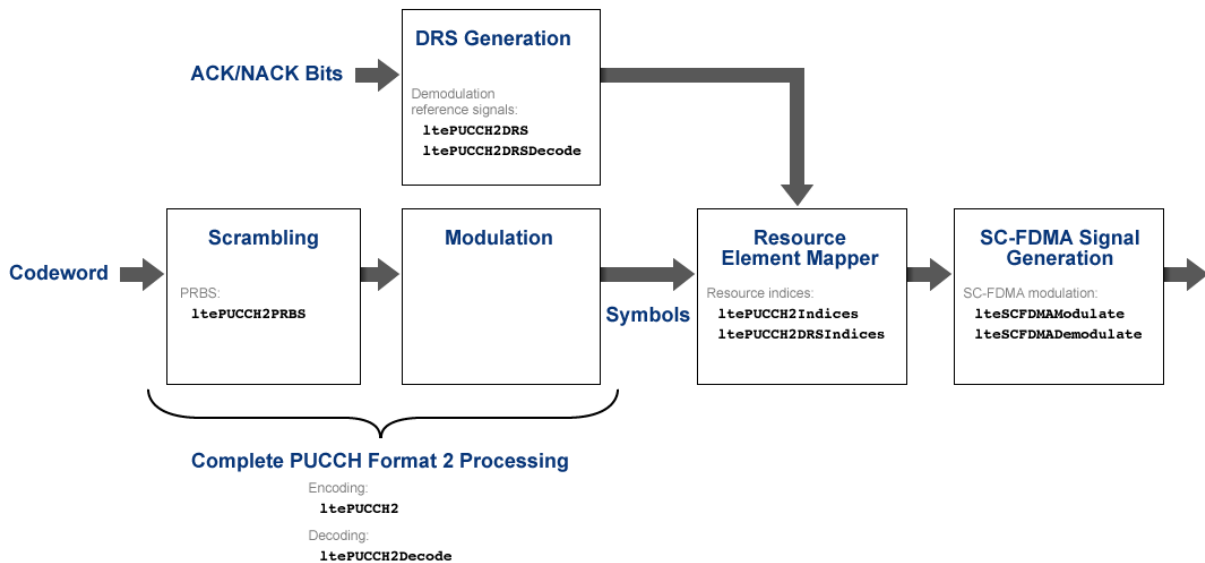 DRS Generation
ACK/NACK Bits
Demodulation
reference signals:
ltePUCCH2DRS
ltePUCCH2DRSDecode
Codeword
Scrambling
PRBS:
ltePUCCH2PRBS
Modulation
Symbols
Resource
Element Mapper
Resource indices:
ltePUCCH2Indices
ltePUCCH2DRSIndices
SC-FDMA Signal
Generation
SC-FDMA modulation:
lteSCFDMAModulate
lteSCFDMADemodulate
Complete PUCCH Format 2 Processing
Encoding:
ltePUCCH2
Decoding:
ltePUCCH2Decode